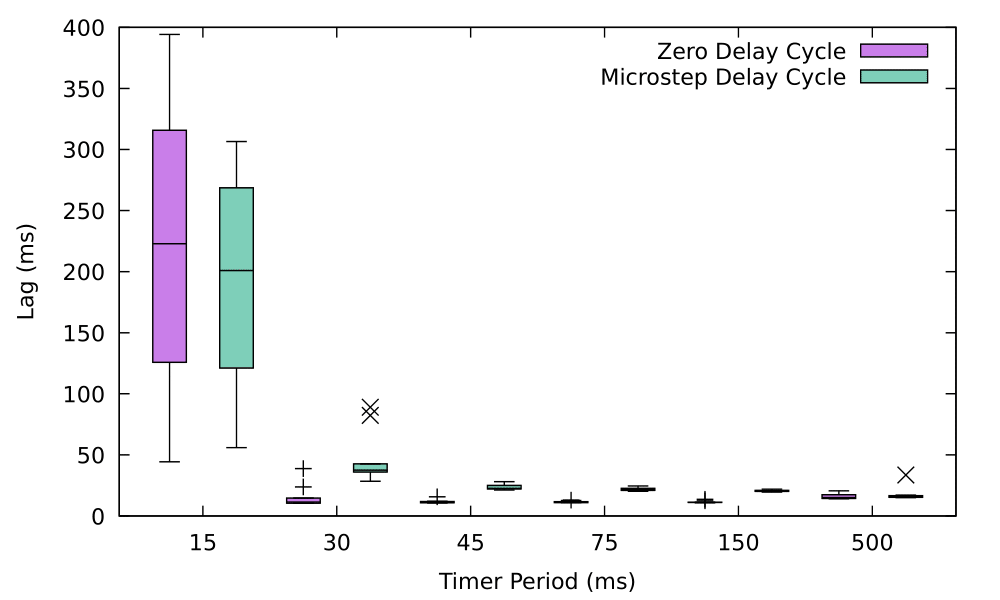 400
350
300
250
200
150
100
50
0
Lag (ms)
Zero Delay Cycle
Microstep Delay Cycle
15 30 45 75 150 500
Timer Period (ms)